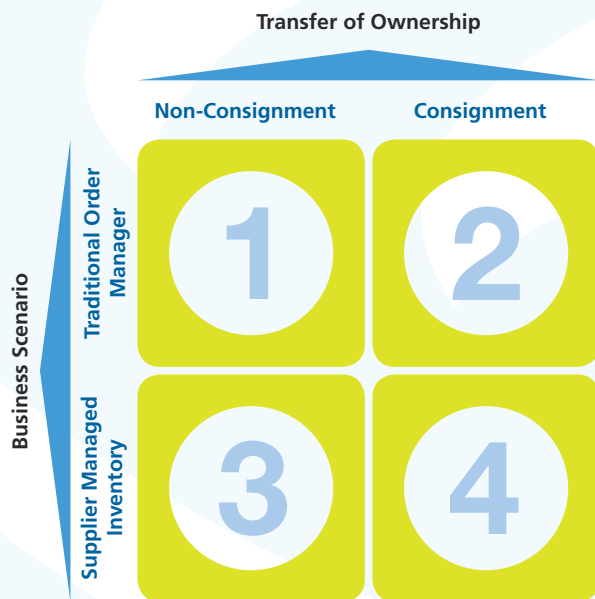 Transfer of Ownership
Non-Consignment
Consignment
Business Scenario
Traditional Order
Manager
1
2
Supplier Managed
Inventory
3
4